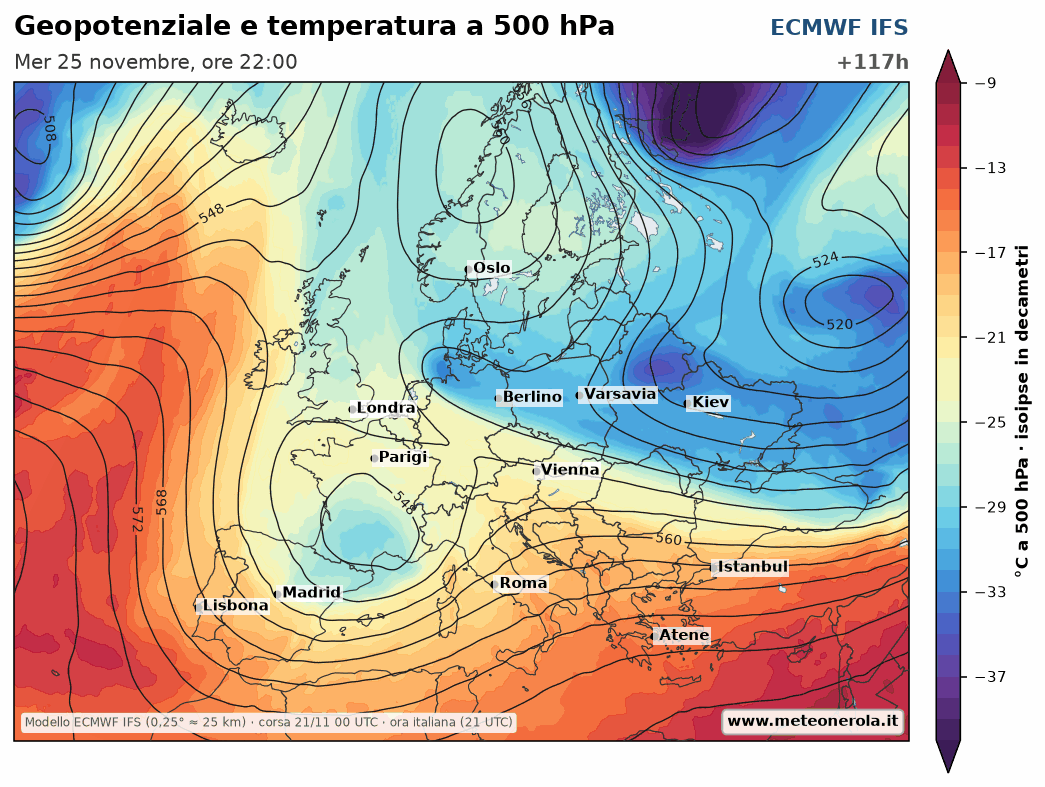 Geopotenziale e temperatura a 500 hPa
ECMWF IFS
Mer 25 novembre, ore 22:00
+117h
508
548
524
520
Oslo
Berlino
Varsavia
Kiev
Londra
Parigi
Vienna
548
568
572
560
Istanbul
Roma
Madrid
Lisbona
Atene
Modello ECMWF IFS (0,25° ≈ 25 km) · corsa 21/11 00 UTC · ora italiana (21 UTC)
www.meteonerola.it
−9
−13
−17
−21
−25
−29
−33
−37
°C a 500 hPa · isoipse in decametri